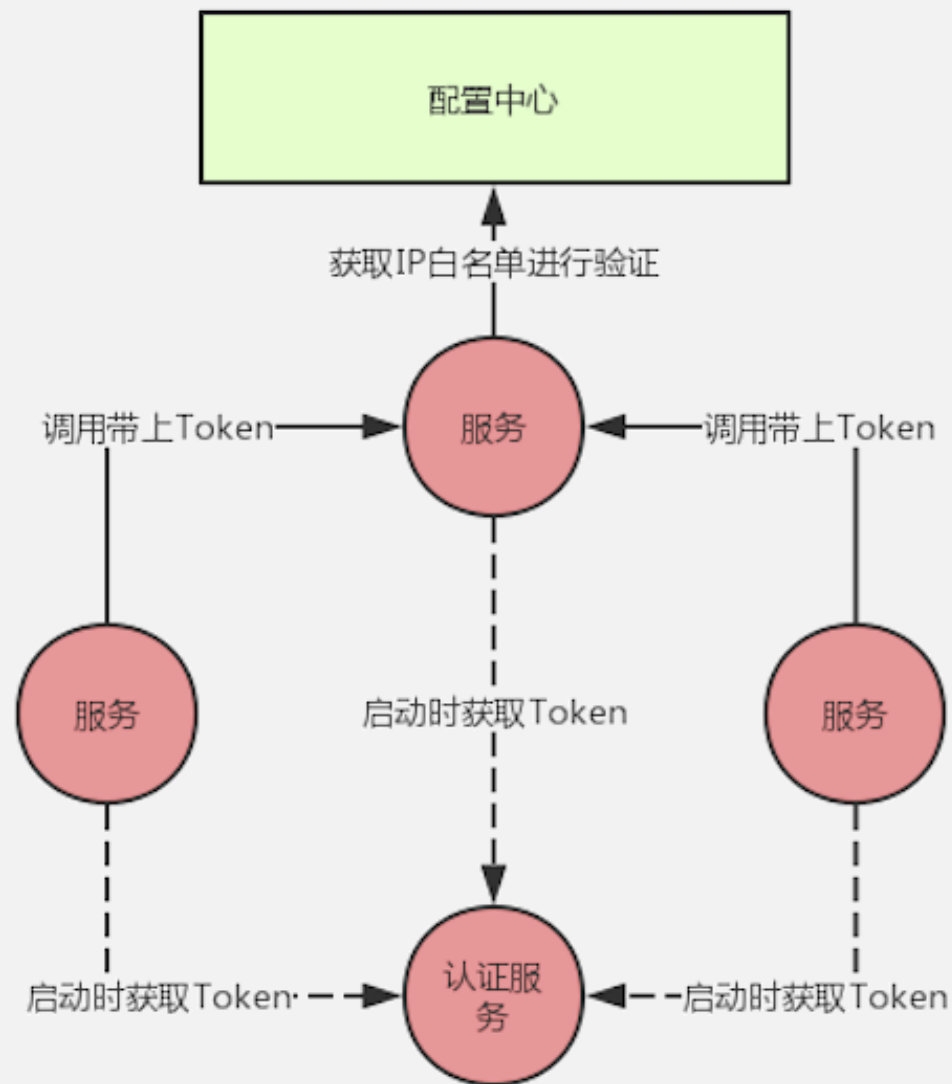 配置中心
获取IP白名单进行验证
调用带上Token
服务
调用带上Token
服务
启动时获取Token
服务
启动时获取Token
认证服
务
启动时获取Token